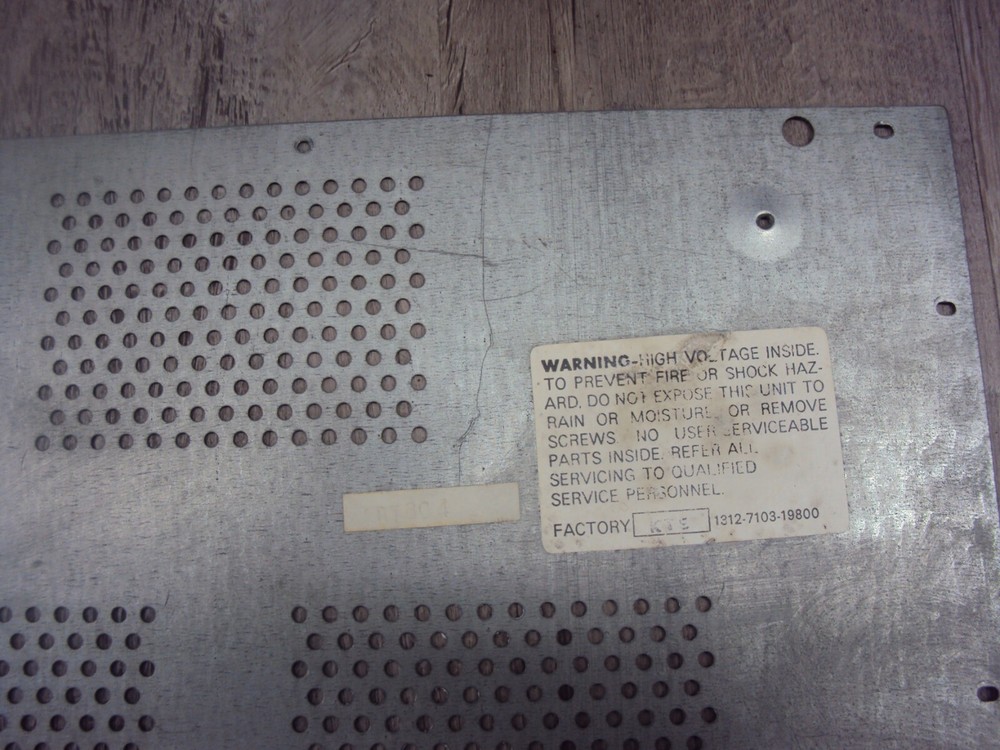 WARNING-HIGH VOLTAGE INSIDE.
TO PREVENT FIRE OR SHOCK HAZ-
ARD, DO NOT EXPOSE THIS UNIT TO
RAIN OR MOISTURE OR REMOVE
SCREWS. NO USER SERVICEABLE
PARTS INSIDE. REFER ALL
SERVICING TO QUALIFIED
SERVICE PERSONNEL.
FACTORY 1312-7103-19800